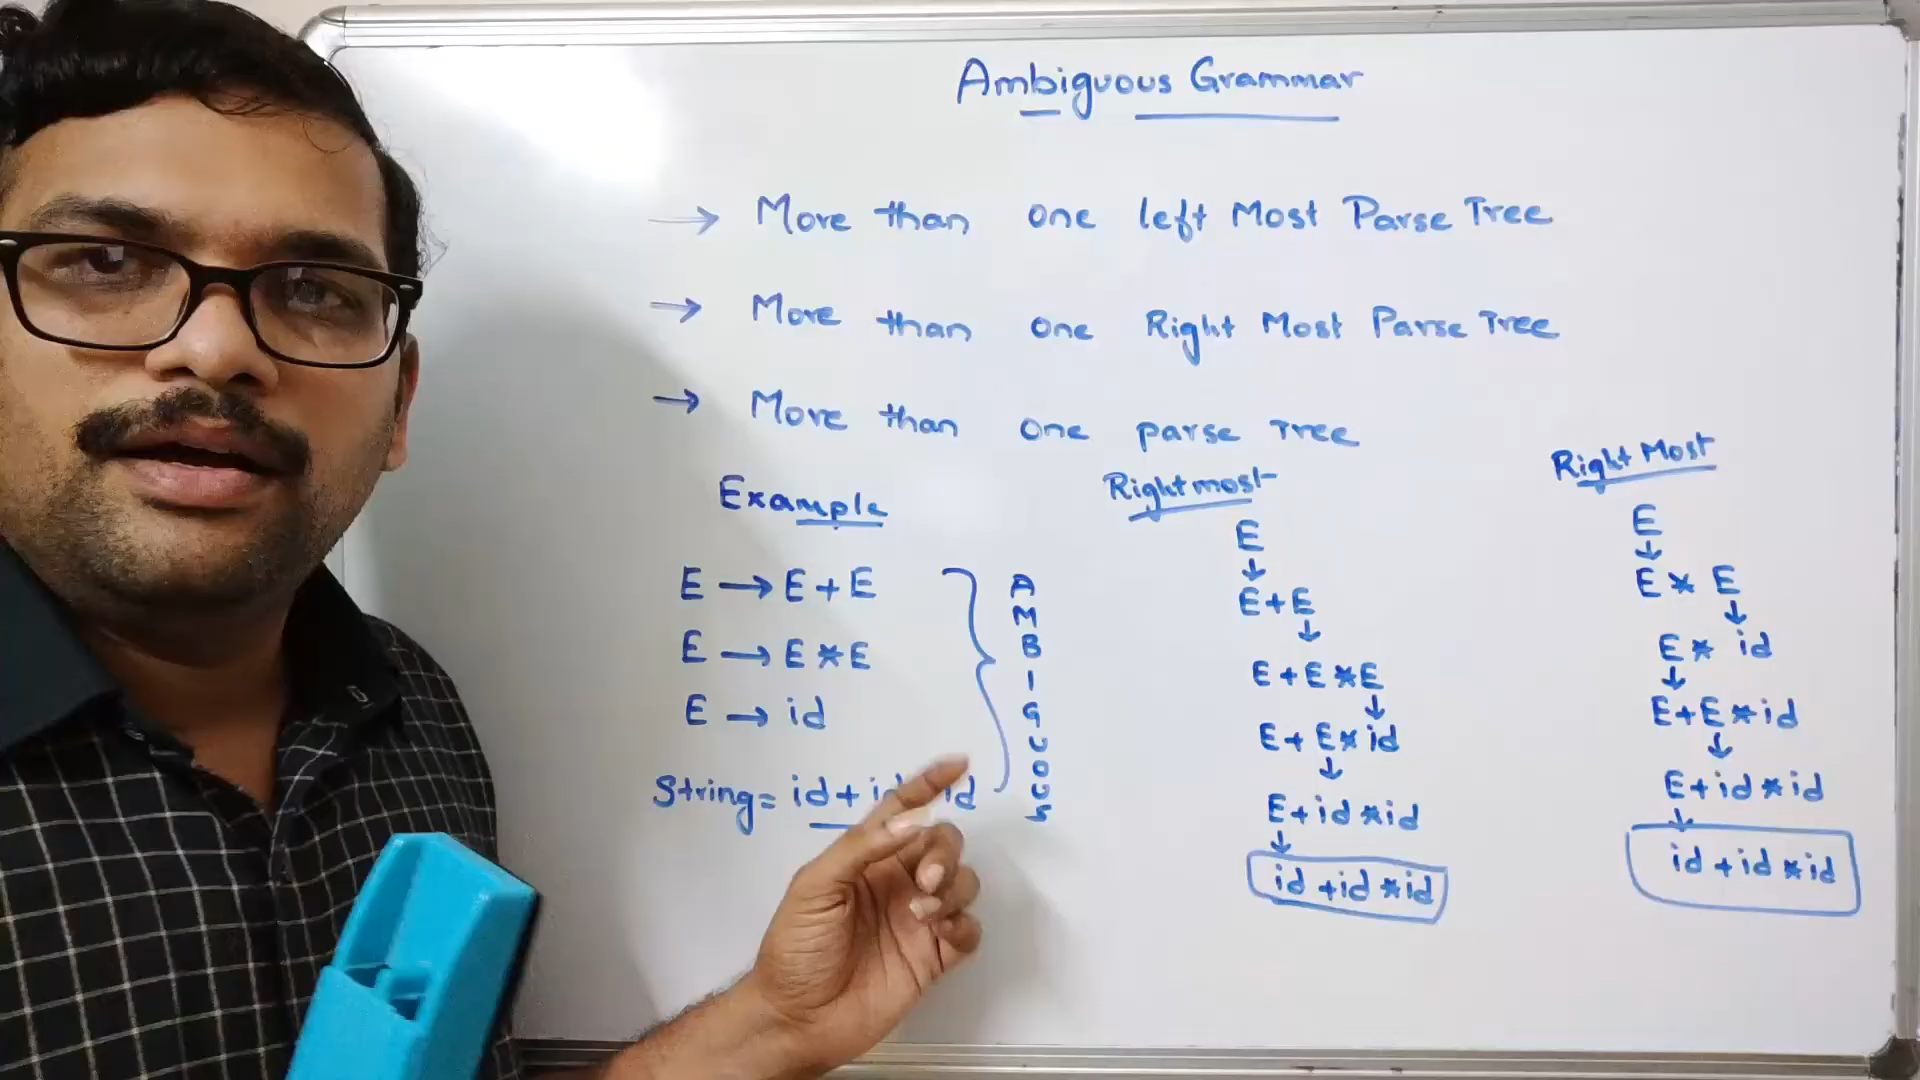 Ambiguous Grammar
→ More than one left Most Parse Tree
→ More than one Right Most Parse Tree
→ More than one parse Tree
Example
E → E + E
E → E * E
E → id
String = id + id id
A
M
B
I
G
U
O
U
S
Rightmost
E
↓
E + E
↓
E + E * E
↓
E + E * id
↓
E + id * id
↓
id + id * id
Right Most
E
↓
E * E
↓
E * id
↓
E + E * id
↓
E + id * id
↓
id + id * id